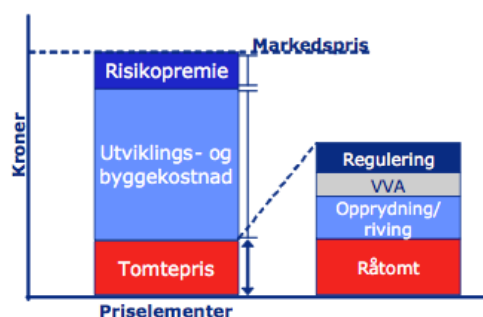 Markedspris
Risikopremie
Utviklings- og
byggekostnad
Tomtepris
Regulering
VVA
Opprydning/
riving
Råtomt
Kroner
Priselementer